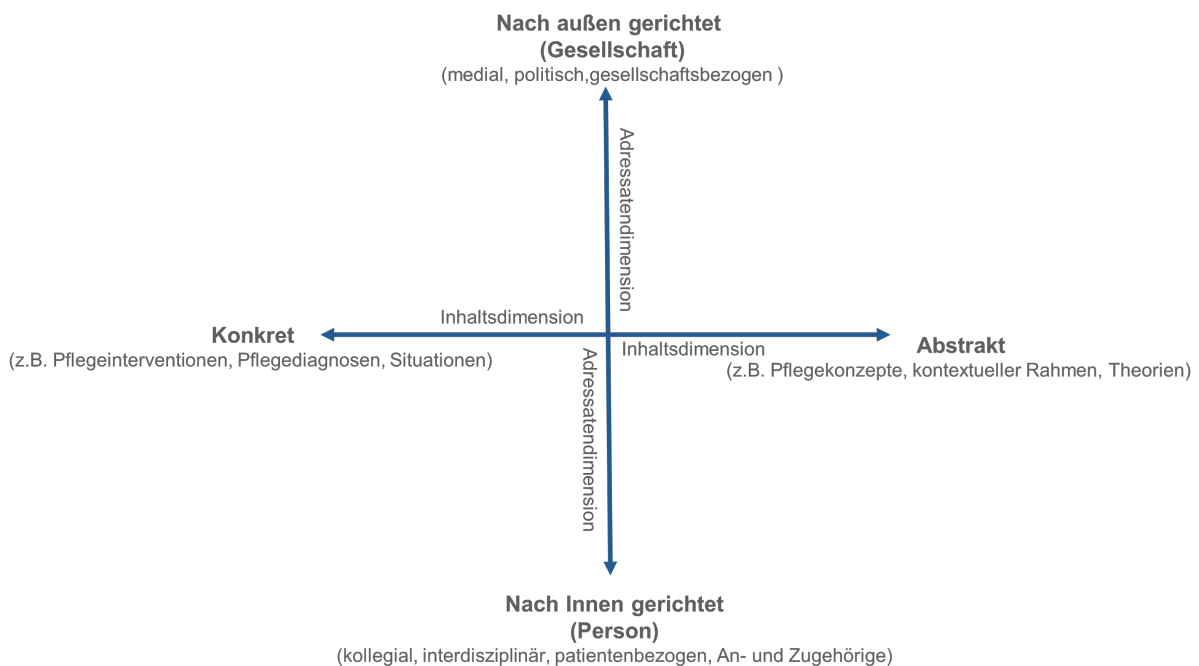 Nach außen gerichtet
(Gesellschaft)
(medial, politisch,gesellschaftsbezogen )
Adressatendimension
Inhaltsdimension
Konkret
(z.B. Pflegeinterventionen, Pflegediagnosen, Situationen)
Inhaltsdimension
Abstrakt
(z.B. Pflegekonzepte, kontextueller Rahmen, Theorien)
Adressatendimension
Nach Innen gerichtet
(Person)
(kollegial, interdisziplinär, patientenbezogen, An- und Zugehörige)